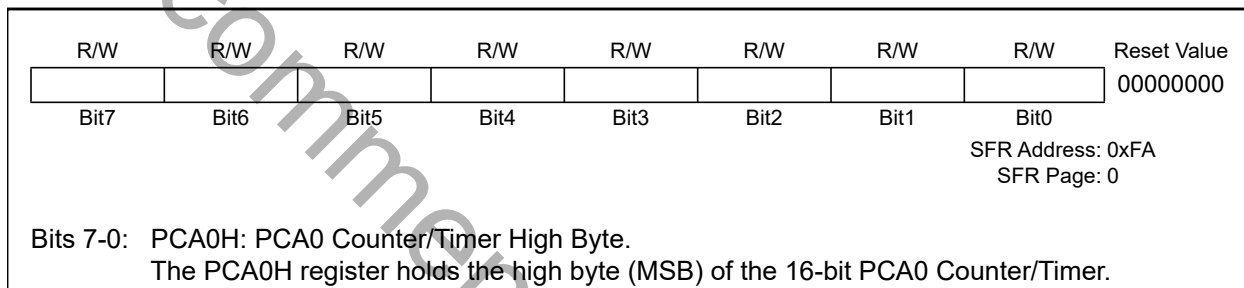 R/W R/W R/W R/W R/W R/W R/W R/W Reset Value
00000000
Bit7 Bit6 Bit5 Bit4 Bit3 Bit2 Bit1 Bit0
SFR Address: 0xFA
SFR Page: 0
Bits 7-0: PCA0H: PCA0 Counter/Timer High Byte.
The PCA0H register holds the high byte (MSB) of the 16-bit PCA0 Counter/Timer.